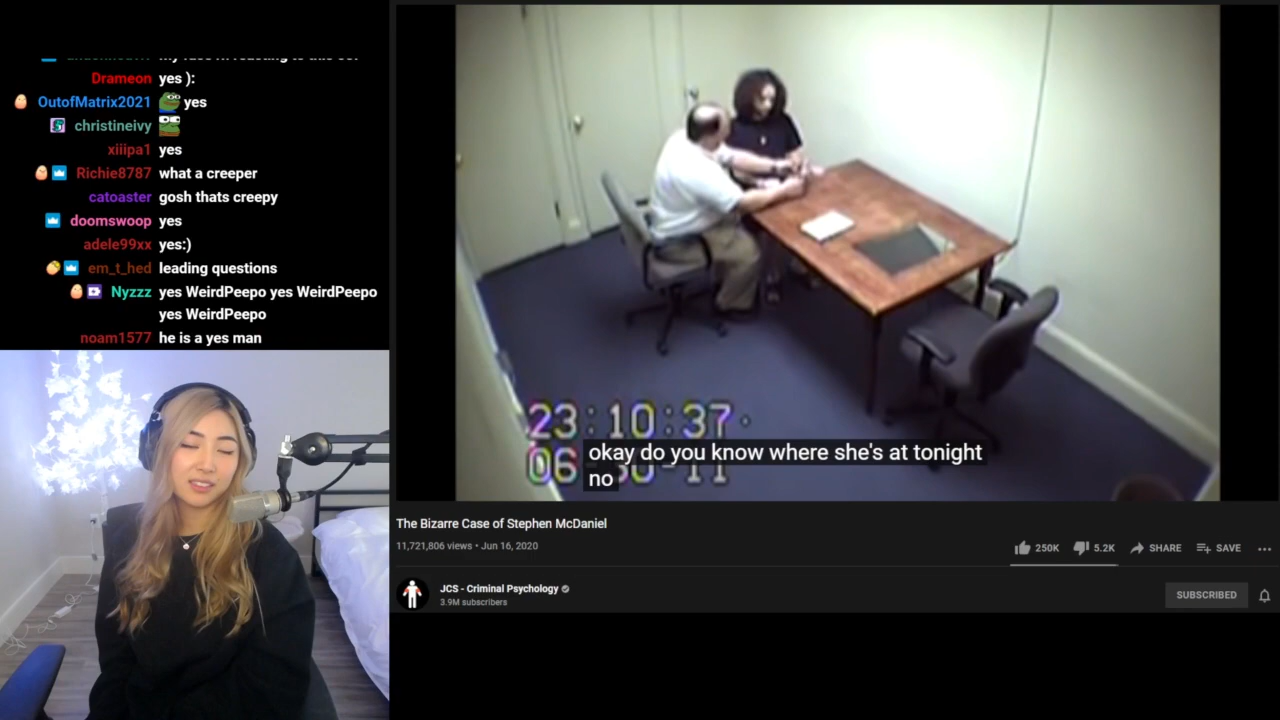 Drameon yes ):
OutofMatrix2021 yes
christineivy
xiiipa1 yes
Richie8787 what a creeper
catoaster gosh thats creepy
doomswoop yes
adele99xx yes:)
em_t_hed leading questions
Nyzzz yes WeirdPeepo yes WeirdPeepo
yes WeirdPeepo
noam1577 he is a yes man
23:10:37
okay do you know where she's at tonight
no
The Bizarre Case of Stephen McDaniel
11,721,806 views • Jun 16, 2020
250K 5.2K SHARE SAVE
JCS - Criminal Psychology
3.9M subscribers
SUBSCRIBED